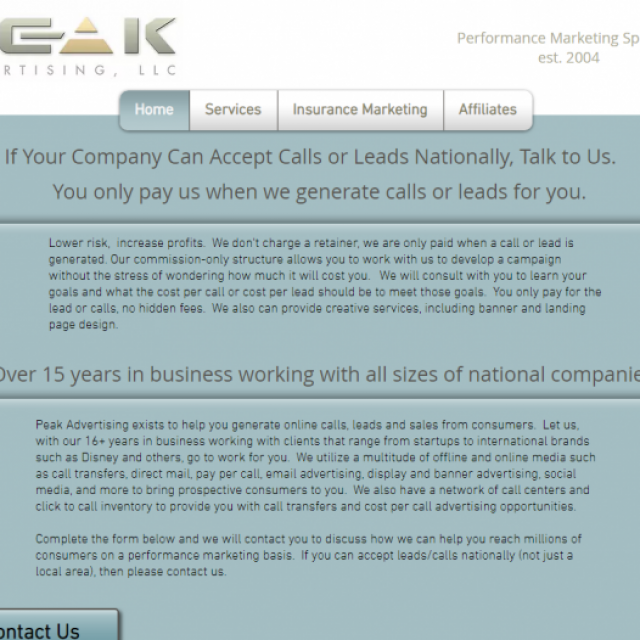 EAK
RTISING, LLC
Performance Marketing Sp
est. 2004
Home Services Insurance Marketing Affiliates
If Your Company Can Accept Calls or Leads Nationally, Talk to Us.
You only pay us when we generate calls or leads for you.
Lower risk, increase profits. We don't charge a retainer, we are only paid when a call or lead is
generated. Our commission-only structure allows you to work with us to develop a campaign
without the stress of wondering how much it will cost you. We will consult with you to learn your
goals and what the cost per call or cost per lead should be to meet those goals. You only pay for the
lead or calls, no hidden fees. We also can provide creative services, including banner and landing
page design.
Over 15 years in business working with all sizes of national companie
Peak Advertising exists to help you generate online calls, leads and sales from consumers. Let us,
with our 16+ years in business working with clients that range from startups to international brands
such as Disney and others, go to work for you. We utilize a multitude of offline and online media such
as call transfers, direct mail, pay per call, email advertising, display and banner advertising, social
media, and more to bring prospective consumers to you. We also have a network of call centers and
click to call inventory to provide you with call transfers and cost per call advertising opportunities.
Complete the form below and we will contact you to discuss how we can help you reach millions of
consumers on a performance marketing basis. If you can accept leads/calls nationally (not just a
local area), then please contact us.
ontact Us